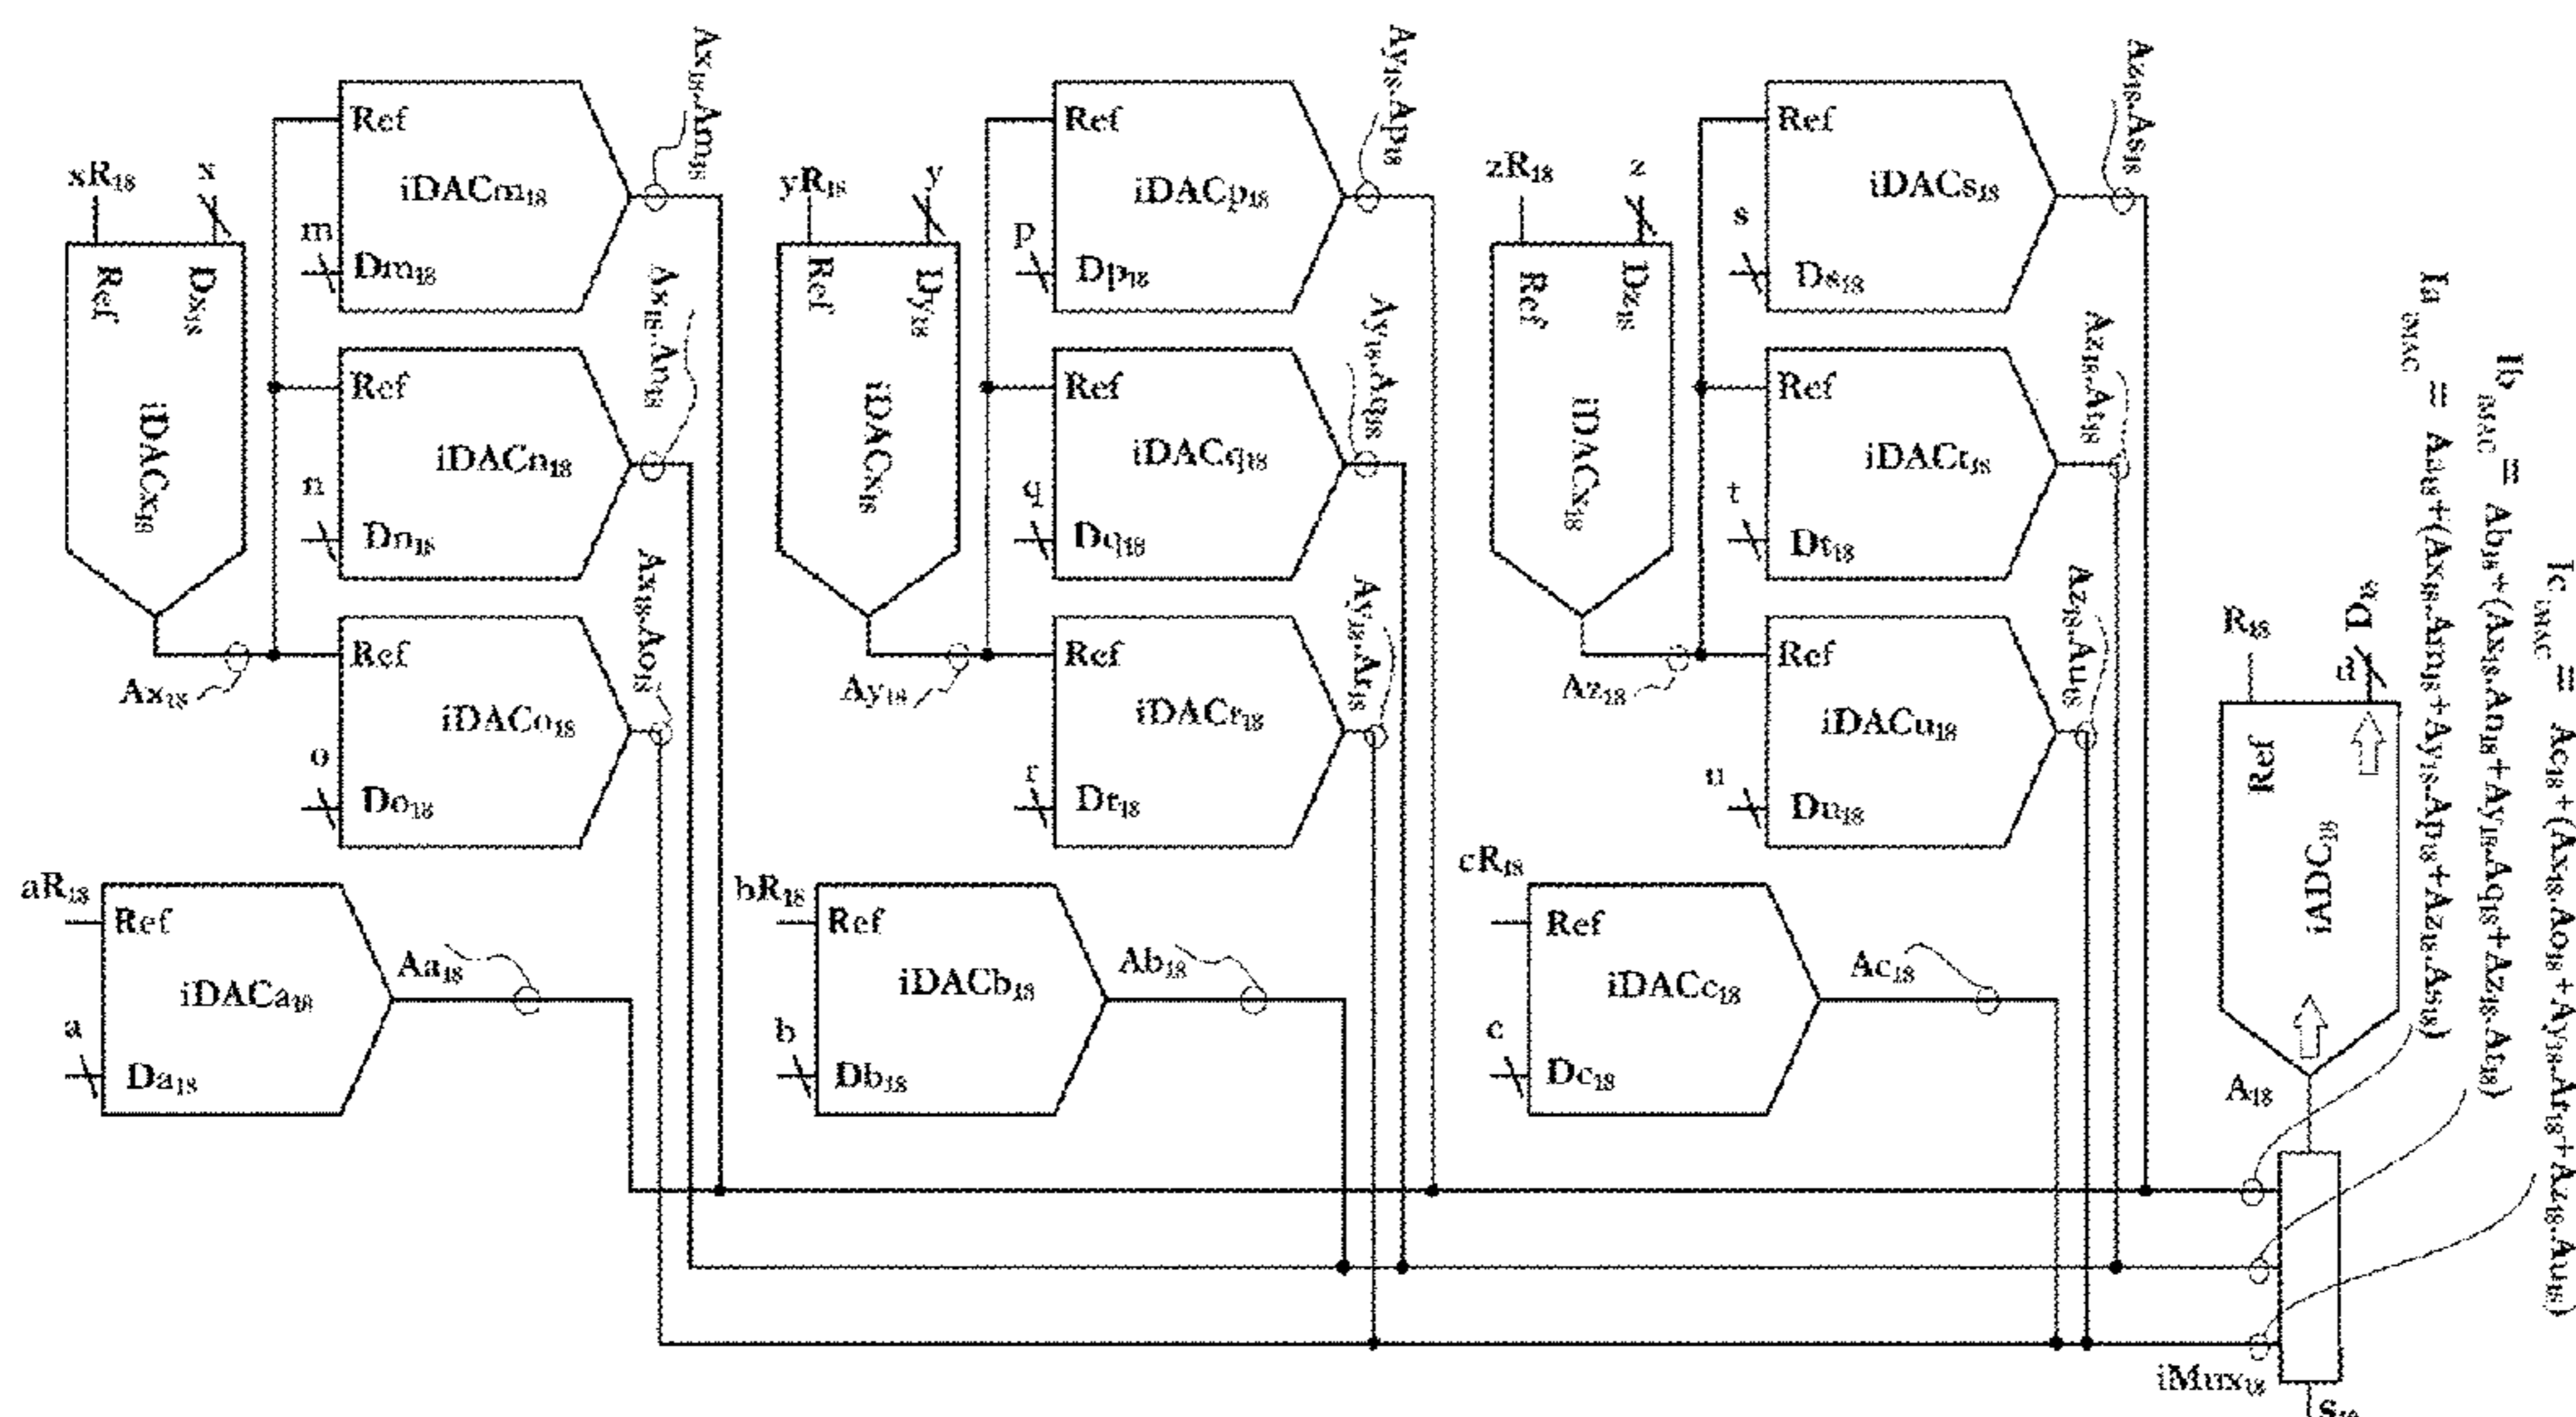 xR₁₈
x
Ref
Dx₁₈
iDACx₁₈
Ax₁₈
Ref
iDACm₁₈
m
Dm₁₈
Ax₁₈.Am₁₈
Ref
iDACn₁₈
n
Dn₁₈
Ax₁₈.An₁₈
Ref
iDACo₁₈
o
Do₁₈
Ax₁₈.Ao₁₈
aR₁₈
Ref
iDACa₁₈
a
Da₁₈
Aa₁₈
yR₁₈
y
Ref
Dy₁₈
iDACx₁₈
Ay₁₈
Ref
iDACp₁₈
p
Dp₁₈
Ay₁₈.Ap₁₈
Ref
iDACq₁₈
q
Dq₁₈
Ay₁₈.Aq₁₈
Ref
iDACr₁₈
r
Dr₁₈
Ay₁₈.Ar₁₈
bR₁₈
Ref
iDACb₁₈
b
Db₁₈
Ab₁₈
zR₁₈
z
Ref
Dz₁₈
iDACx₁₈
Az₁₈
Ref
iDACs₁₈
s
Ds₁₈
Az₁₈.As₁₈
Ref
iDACt₁₈
t
Dt₁₈
Az₁₈.At₁₈
Ref
iDACu₁₈
u
Du₁₈
Az₁₈.Au₁₈
cR₁₈
Ref
iDACc₁₈
c
Dc₁₈
Ac₁₈
R₁₈
Ref
iADC₁₈
A₁₈
iMux₁₈
S₁₈
Ia iMAC = Aa₁₈+(Ax₁₈.Am₁₈+Ay₁₈.Ap₁₈+Az₁₈.As₁₈)
Ib iMAC = Ab₁₈+(Ax₁₈.An₁₈+Ay₁₈.Aq₁₈+Az₁₈.At₁₈)
Ic iMAC = Ac₁₈+(Ax₁₈.Ao₁₈+Ay₁₈.Ar₁₈+Az₁₈.Au₁₈)